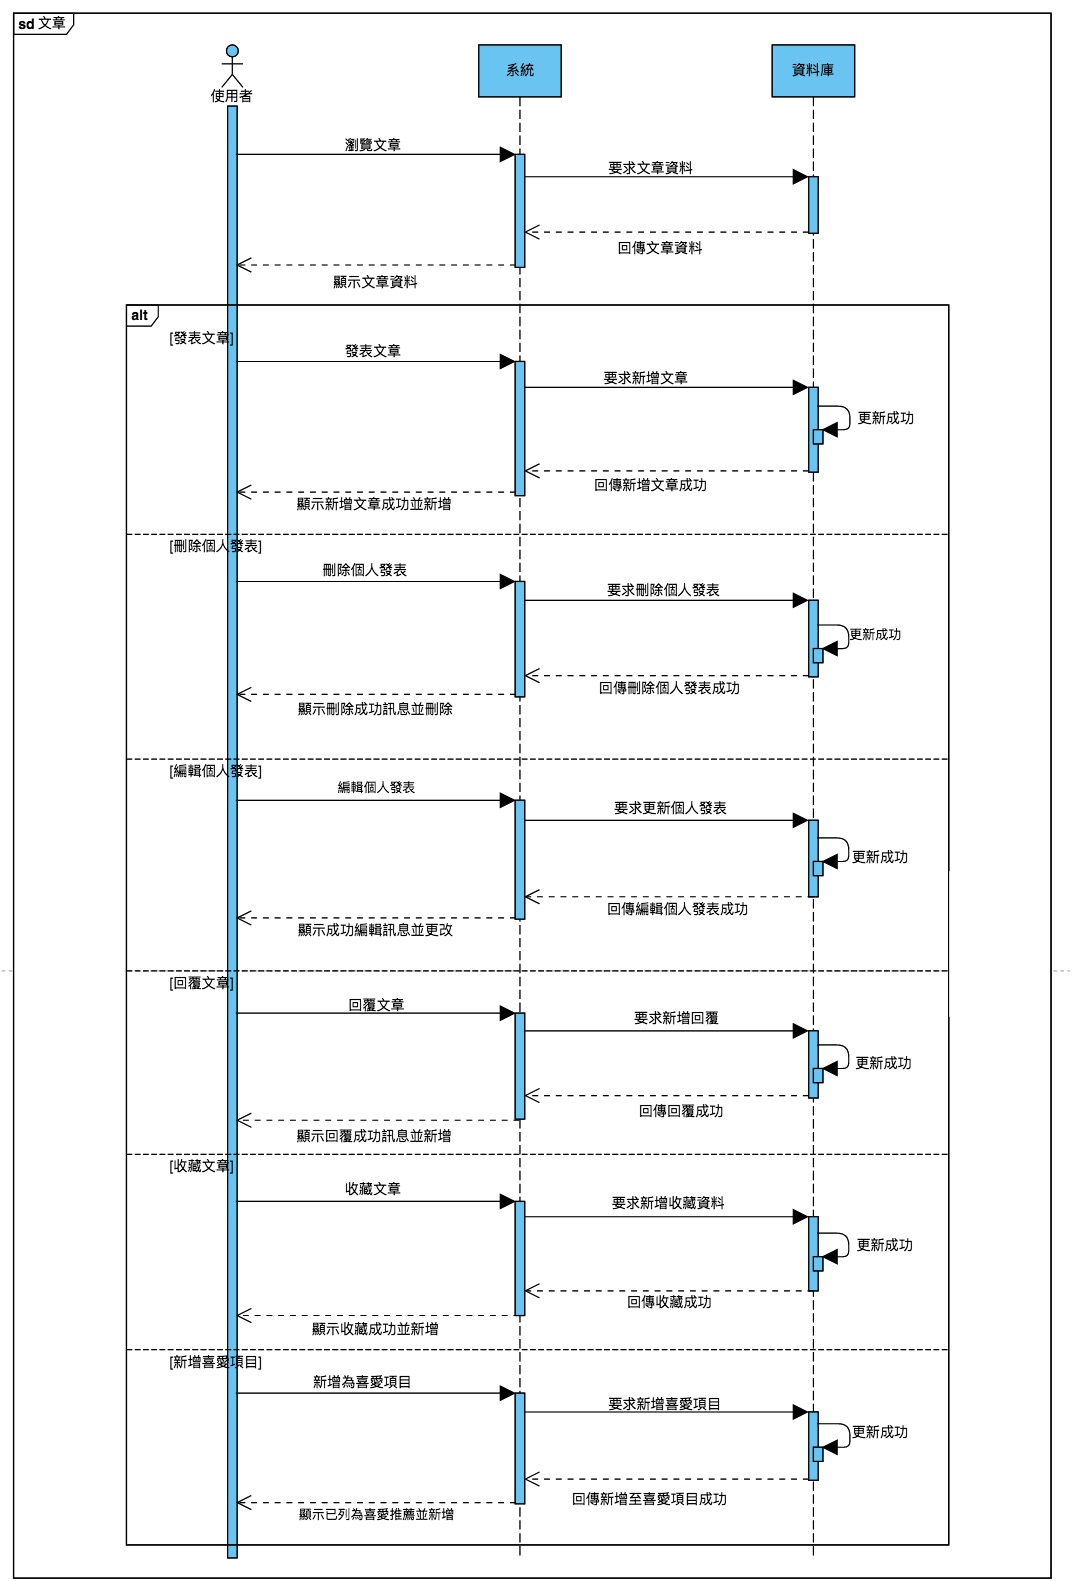 sd 文章
使用者
系統
資料庫
瀏覽文章
要求文章資料
回傳文章資料
顯示文章資料
alt
[發表文章]
發表文章
要求新增文章
更新成功
回傳新增文章成功
顯示新增文章成功並新增
[刪除個人發表]
刪除個人發表
要求刪除個人發表
更新成功
回傳刪除個人發表成功
顯示刪除成功訊息並刪除
[編輯個人發表]
編輯個人發表
要求更新個人發表
更新成功
回傳編輯個人發表成功
顯示成功編輯訊息並更改
[回覆文章]
回覆文章
要求新增回覆
更新成功
回傳回覆成功
顯示回覆成功訊息並新增
[收藏文章]
收藏文章
要求新增收藏資料
更新成功
回傳收藏成功
顯示收藏成功並新增
[新增喜愛項目]
新增為喜愛項目
要求新增喜愛項目
更新成功
回傳新增至喜愛項目成功
顯示已列為喜愛推薦並新增